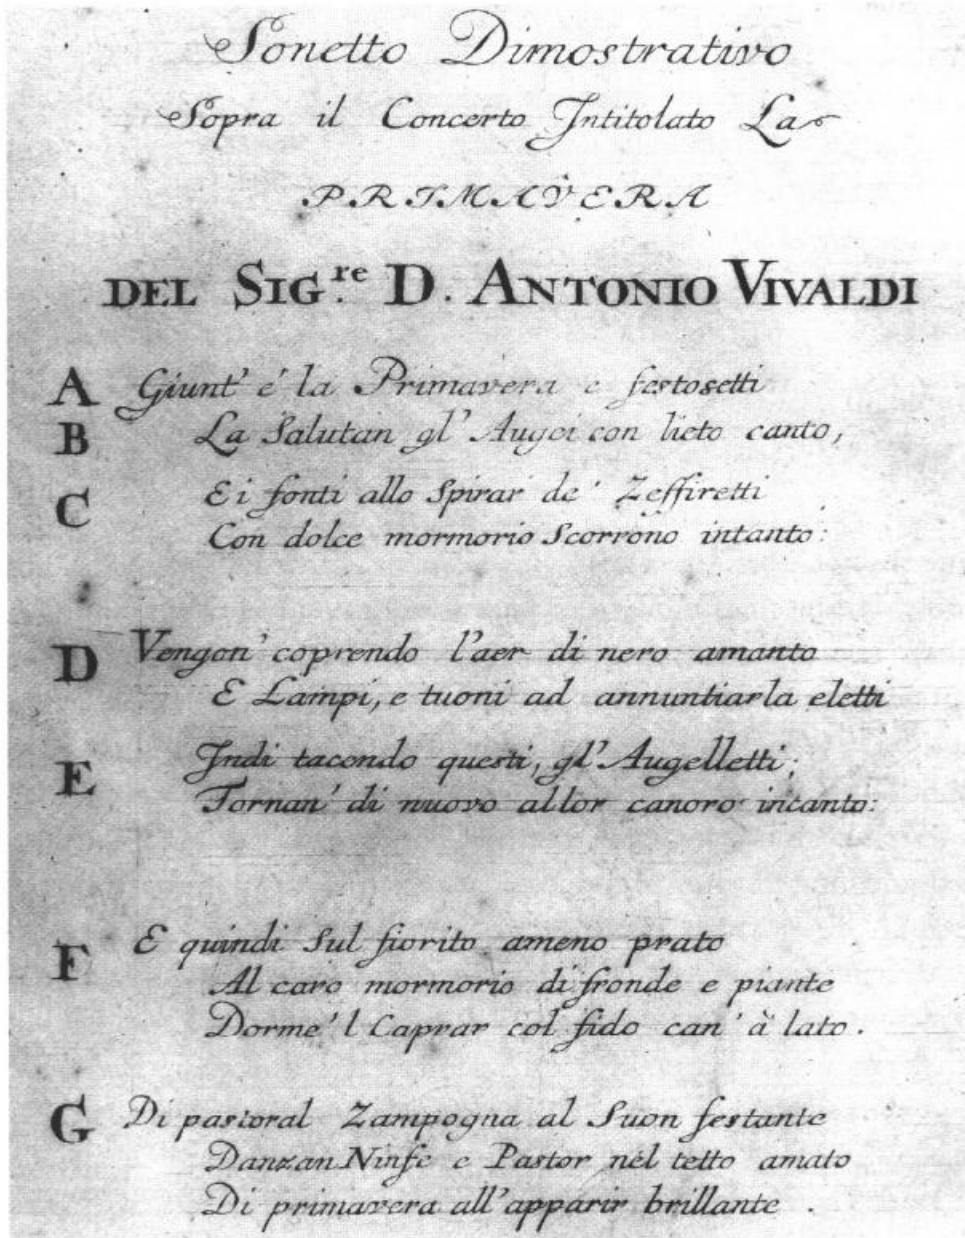 Sonetto Dimostrativo
Sopra il Concerto Intitolato La
PRIMAVERA
DEL SIG.re D. ANTONIO VIVALDI
A Giunt' é la Primavera e festosetti
B La Salutan gl' Augei con lieto canto,
C E i fonti allo Spirar de' Zeffiretti
Con dolce mormorio Scorrono intanto:
D Vengon' coprendo l'aer di nero amanto
E Lampi, e tuoni ad annuntiarla eletti
E Indi tacendo questi, gl' Augelletti;
Tornan' di nuovo al lor canoro incanto:
F E quindi Sul fiorito ameno prato
Al caro mormorio di fronde e piante
Dorme 'l Caprar col fido can' à lato.
G Di pastoral Zampogna al Suon festante
Danzan Ninfe e Pastor nel tetto amato
Di primavera all'apparir brillante.